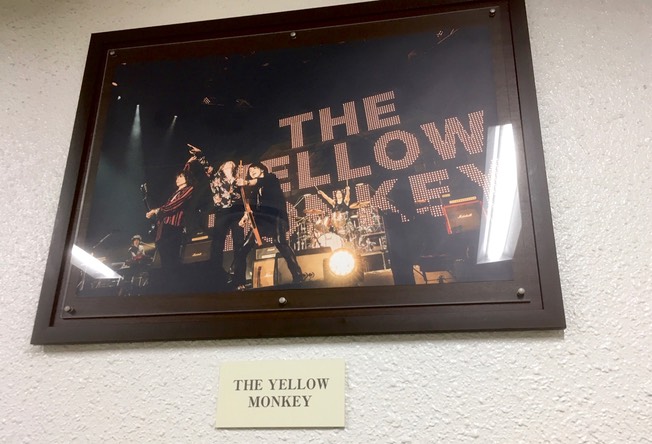 THE
YELLOW
MONKEY
THE YELLOW
MONKEY